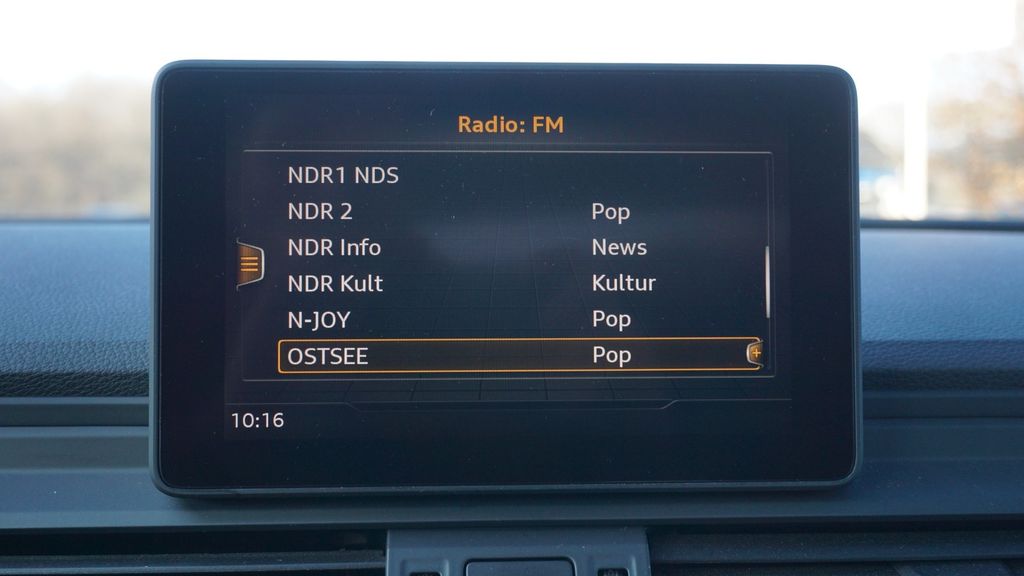 Radio: FM
NDR1 NDS
NDR 2 Pop
NDR Info News
NDR Kult Kultur
N-JOY Pop
OSTSEE Pop
10:16